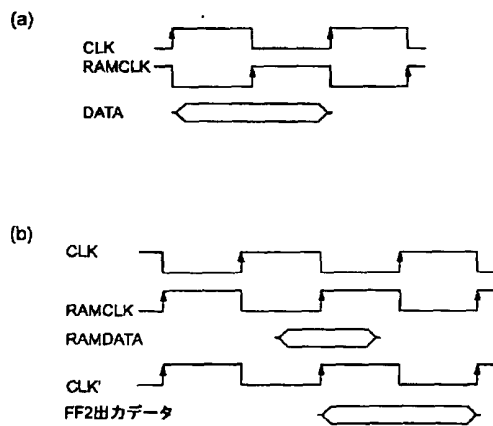 (a)
CLK
RAMCLK
DATA
(b)
CLK
RAMCLK
RAMDATA
CLK'
FF2出力データ